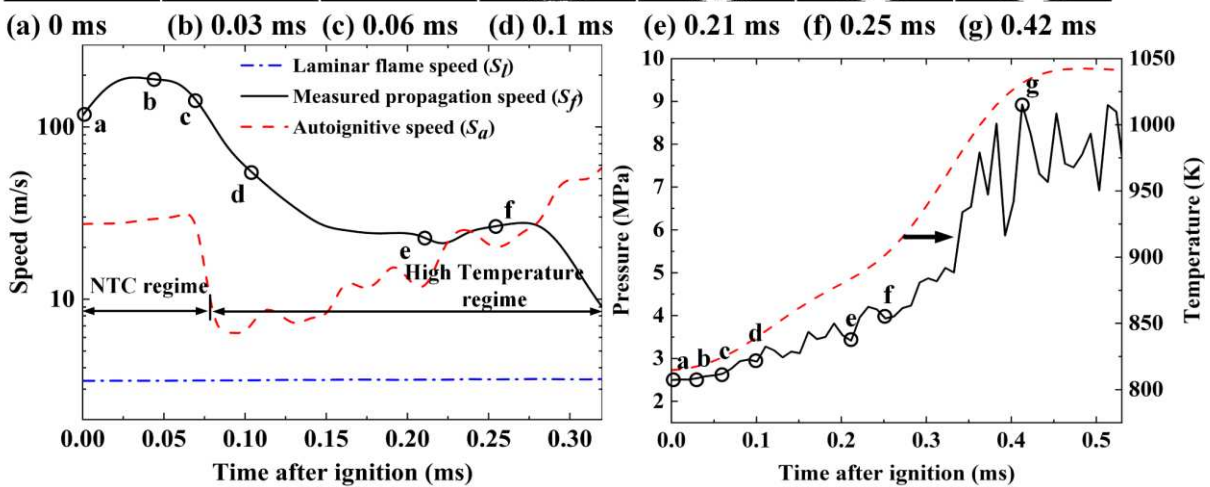 (a) 0 ms (b) 0.03 ms (c) 0.06 ms (d) 0.1 ms (e) 0.21 ms (f) 0.25 ms (g) 0.42 ms
Laminar flame speed (Sl)
Measured propagation speed (Sf)
Autoignitive speed (Sa)
100
10
Speed (m/s)
a
b
c
d
e
f
NTC regime
High Temperature
regime
0.00 0.05 0.10 0.15 0.20 0.25 0.30
Time after ignition (ms)
10
9
8
7
6
5
4
3
2
Pressure (MPa)
a b c d
e
f
g
1050
1000
950
900
850
800
Temperature (K)
0.0 0.1 0.2 0.3 0.4 0.5
Time after ignition (ms)